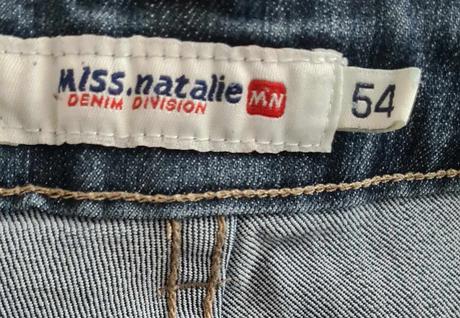 Miss.natalie MN
DENIM DIVISION
54